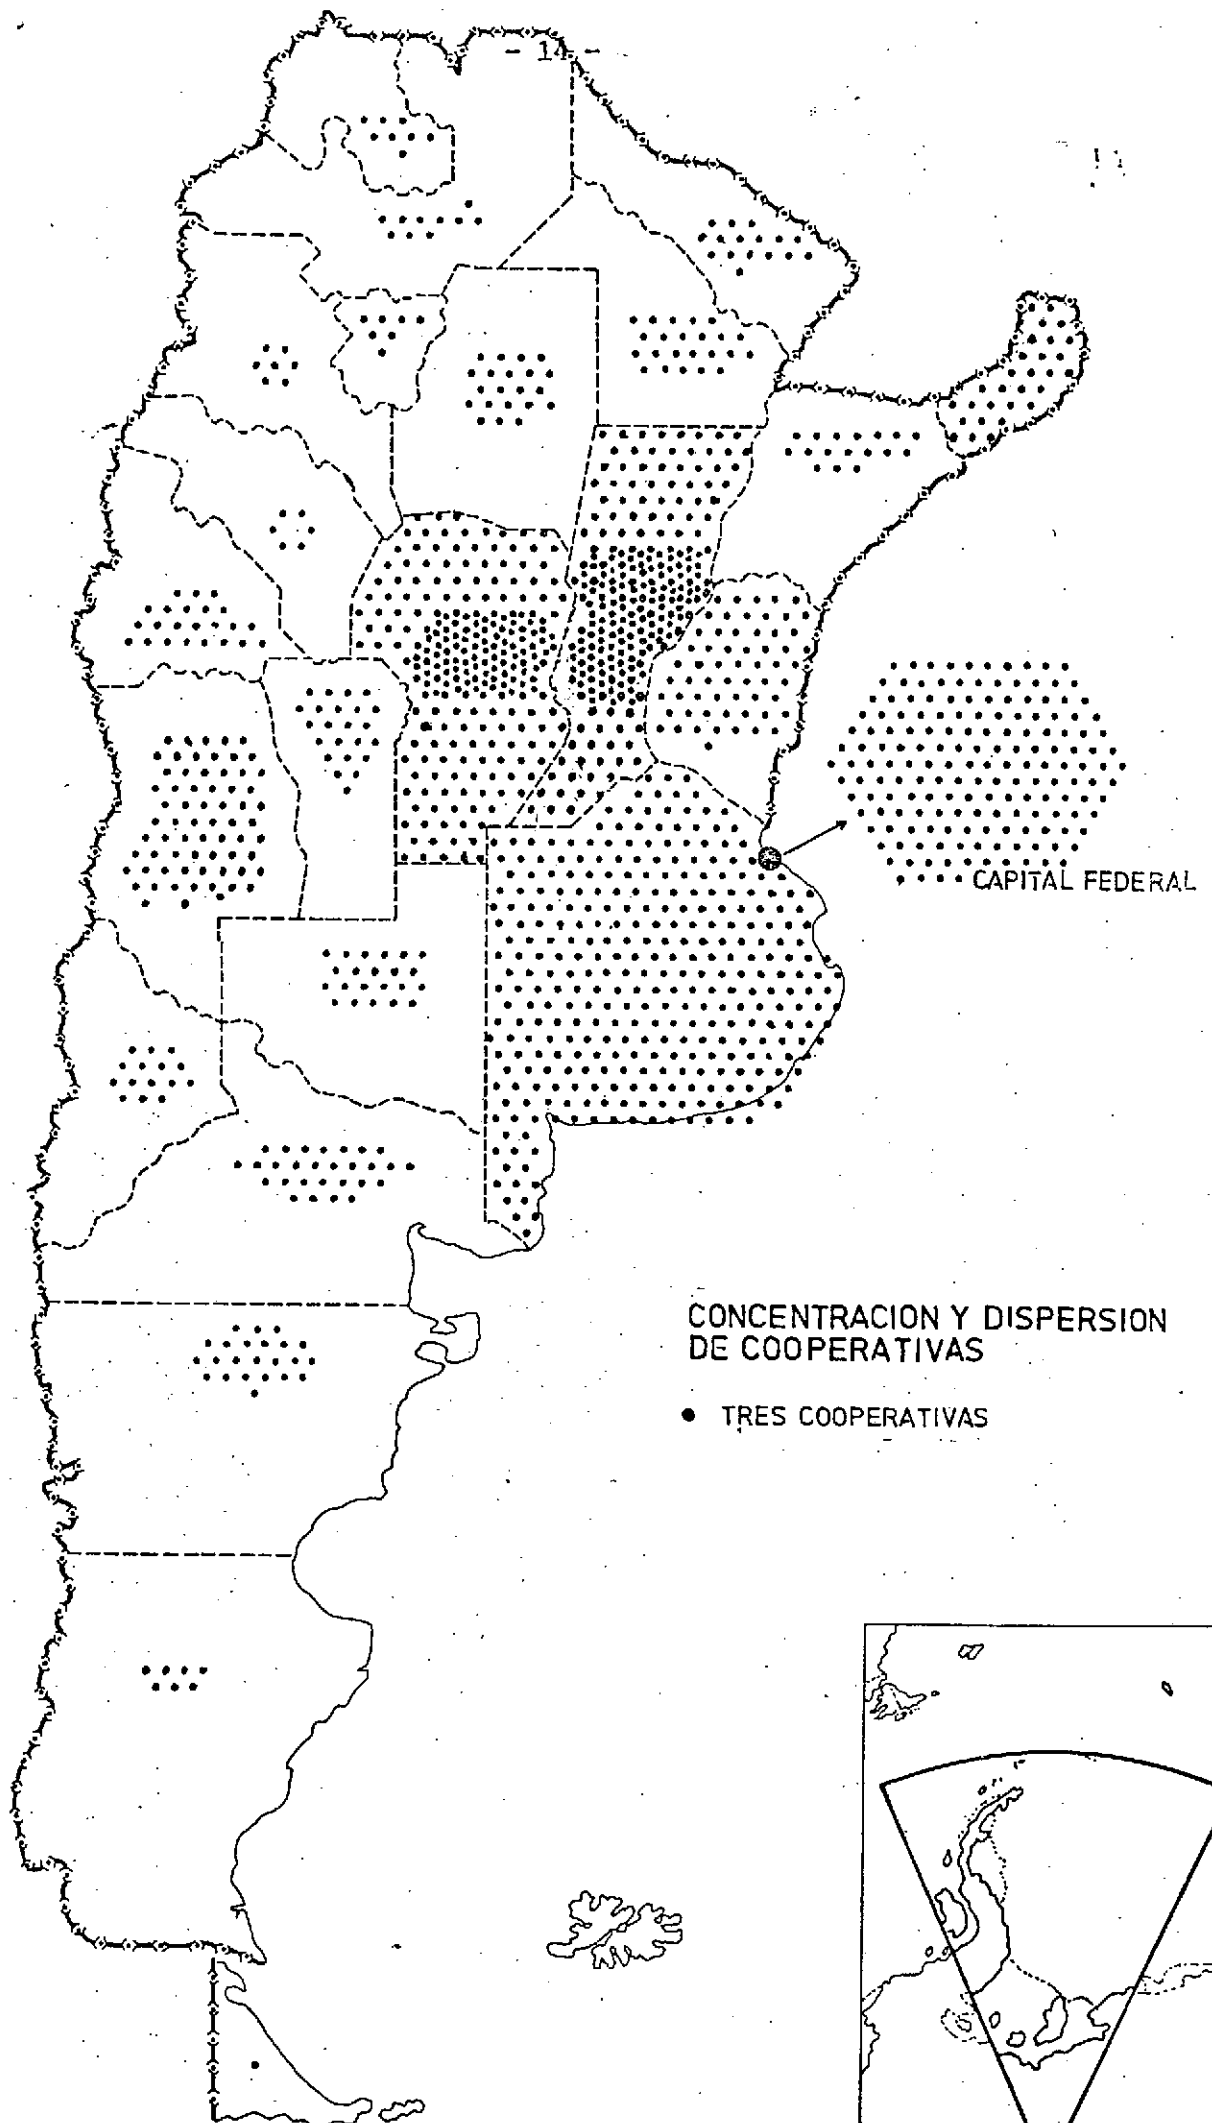 - 14 -
CAPITAL FEDERAL
CONCENTRACION Y DISPERSION
DE COOPERATIVAS
• TRES COOPERATIVAS